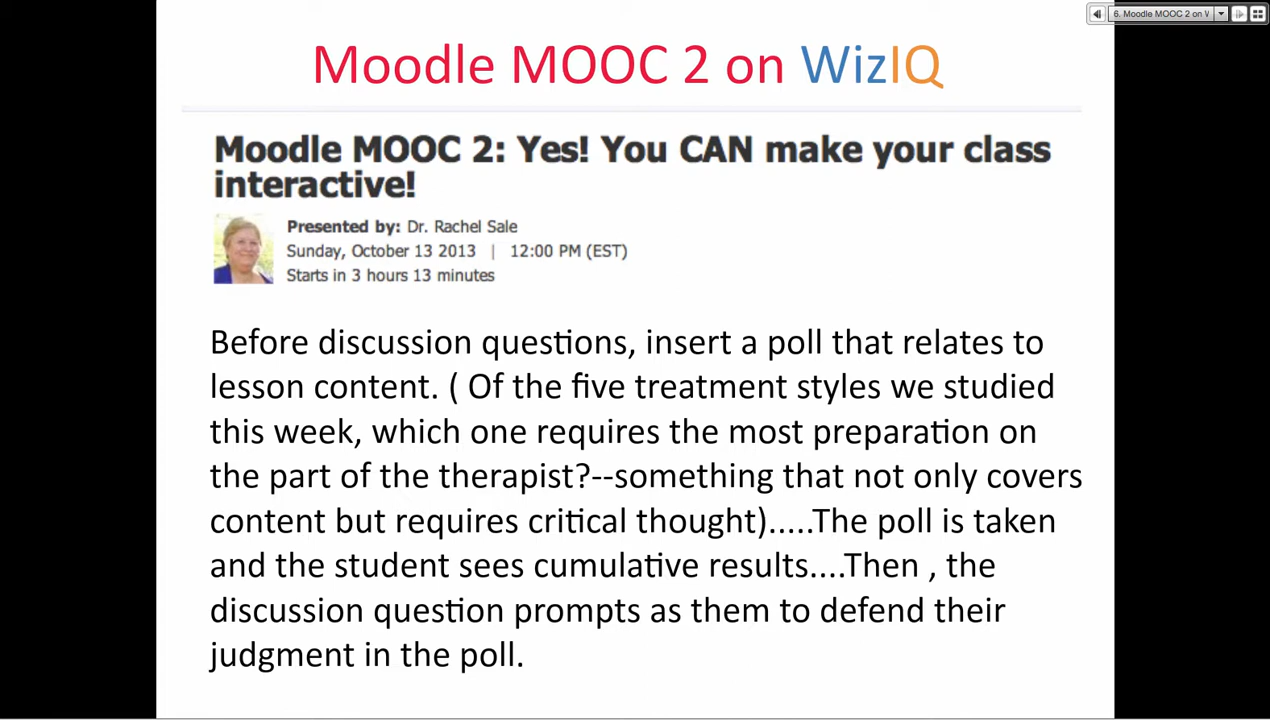 6. Moodle MOOC 2 on W
Moodle MOOC 2 on WizIQ
Moodle MOOC 2: Yes! You CAN make your class
interactive!
Presented by: Dr. Rachel Sale
Sunday, October 13 2013 | 12:00 PM (EST)
Starts in 3 hours 13 minutes
Before discussion questions, insert a poll that relates to
lesson content. ( Of the five treatment styles we studied
this week, which one requires the most preparation on
the part of the therapist?--something that not only covers
content but requires critical thought).....The poll is taken
and the student sees cumulative results....Then , the
discussion question prompts as them to defend their
judgment in the poll.